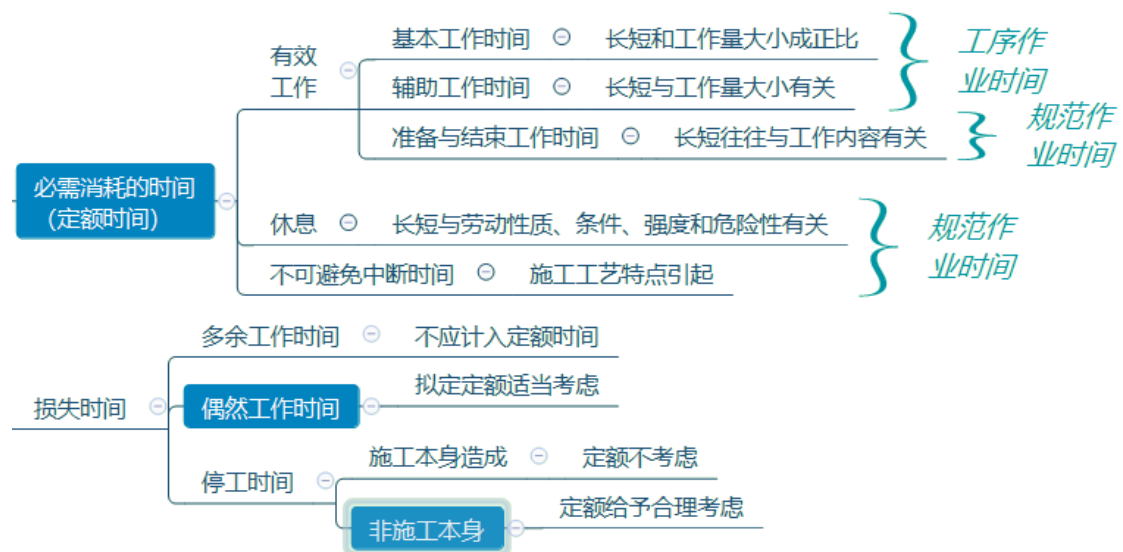 有效
工作
基本工作时间
长短和工作量大小成正比
辅助工作时间
长短与工作量大小有关
工序作
业时间
准备与结束工作时间
长短往往与工作内容有关
规范作
业时间
必需消耗的时间
（定额时间）
休息
长短与劳动性质、条件、强度和危险性有关
不可避免中断时间
施工工艺特点引起
规范作
业时间
损失时间
多余工作时间
不应计入定额时间
偶然工作时间
拟定定额适当考虑
停工时间
施工本身造成
定额不考虑
非施工本身
定额给予合理考虑